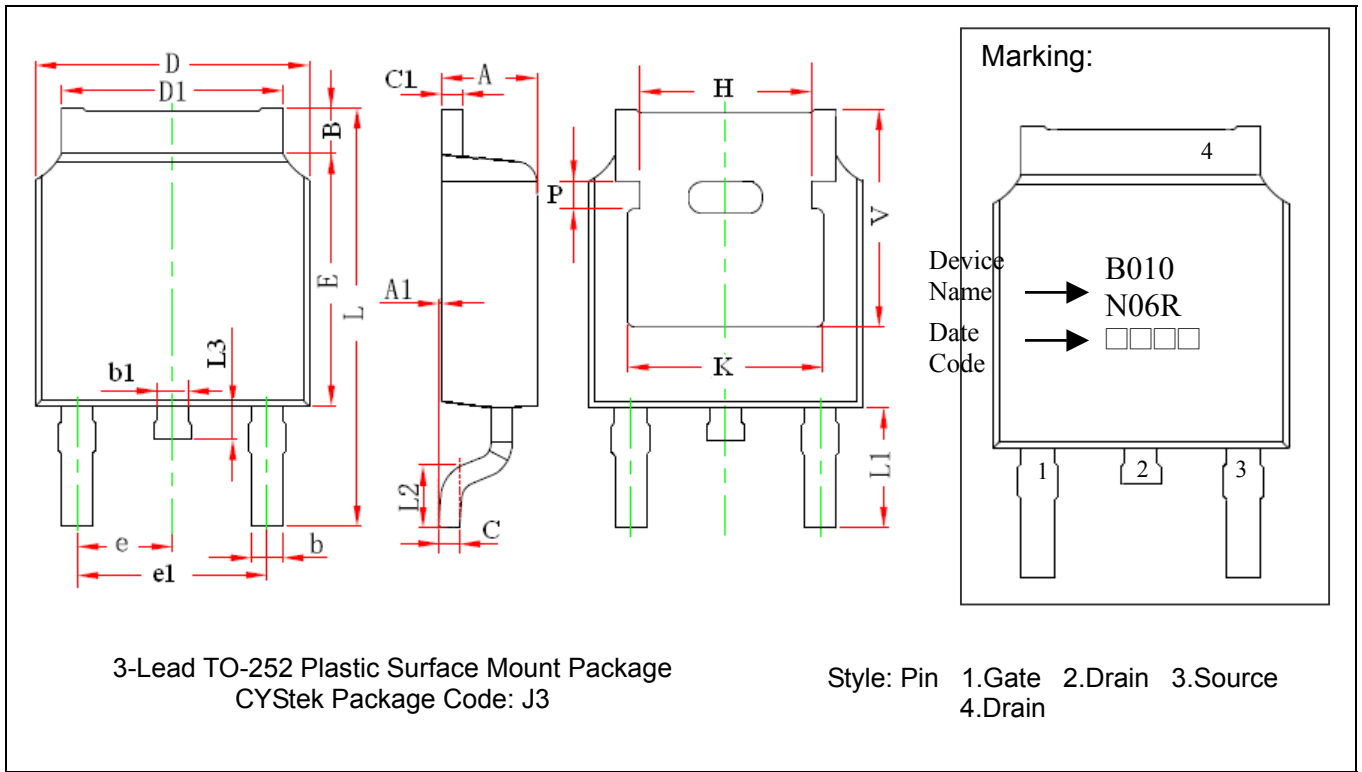 D
D1
B
E
L
L3
b1
e
e1
b
C1
A
A1
L2
C
H
P
V
K
L1
Marking:
4
Device
Name
B010
N06R
Date
Code
□□□□
1
2
3
3-Lead TO-252 Plastic Surface Mount Package
CYStek Package Code: J3
Style: Pin 1.Gate 2.Drain 3.Source
4.Drain